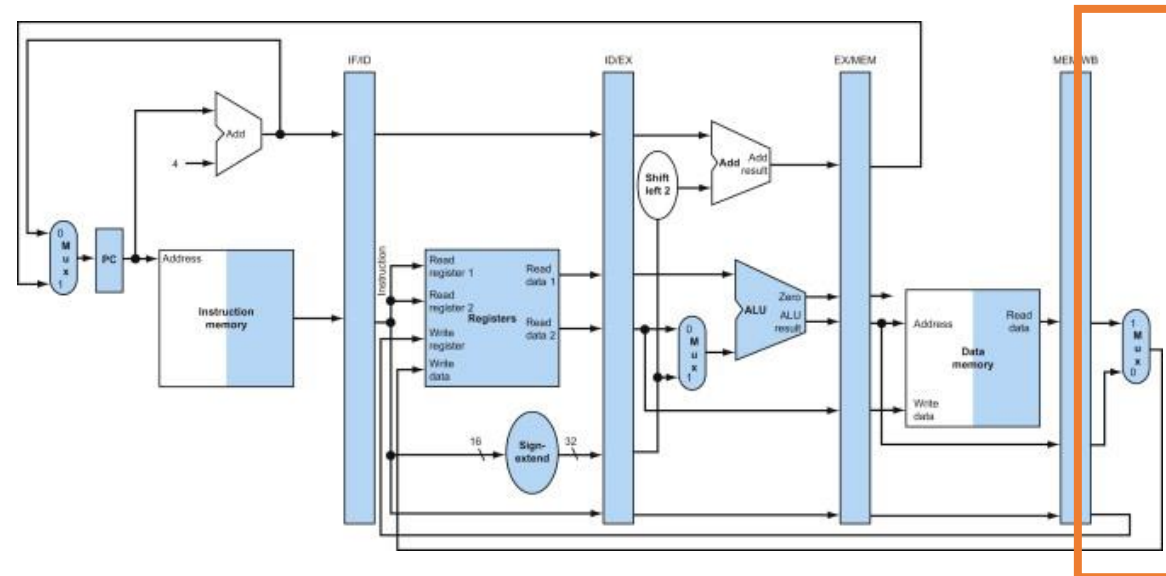 IF/ID
ID/EX
EX/MEM
MEM/WB
Add
4
Shift
left 2
Add
Add
result
0
M
u
x
1
PC
Address
Instruction
memory
Instruction
Read
register 1
Read
register 2
Write
register
Write
data
Registers
Read
data 1
Read
data 2
0
M
u
x
1
Zero
ALU
ALU
result
Address
Read
data
Data
memory
Write
data
1
M
u
x
0
16
Sign-
extend
32